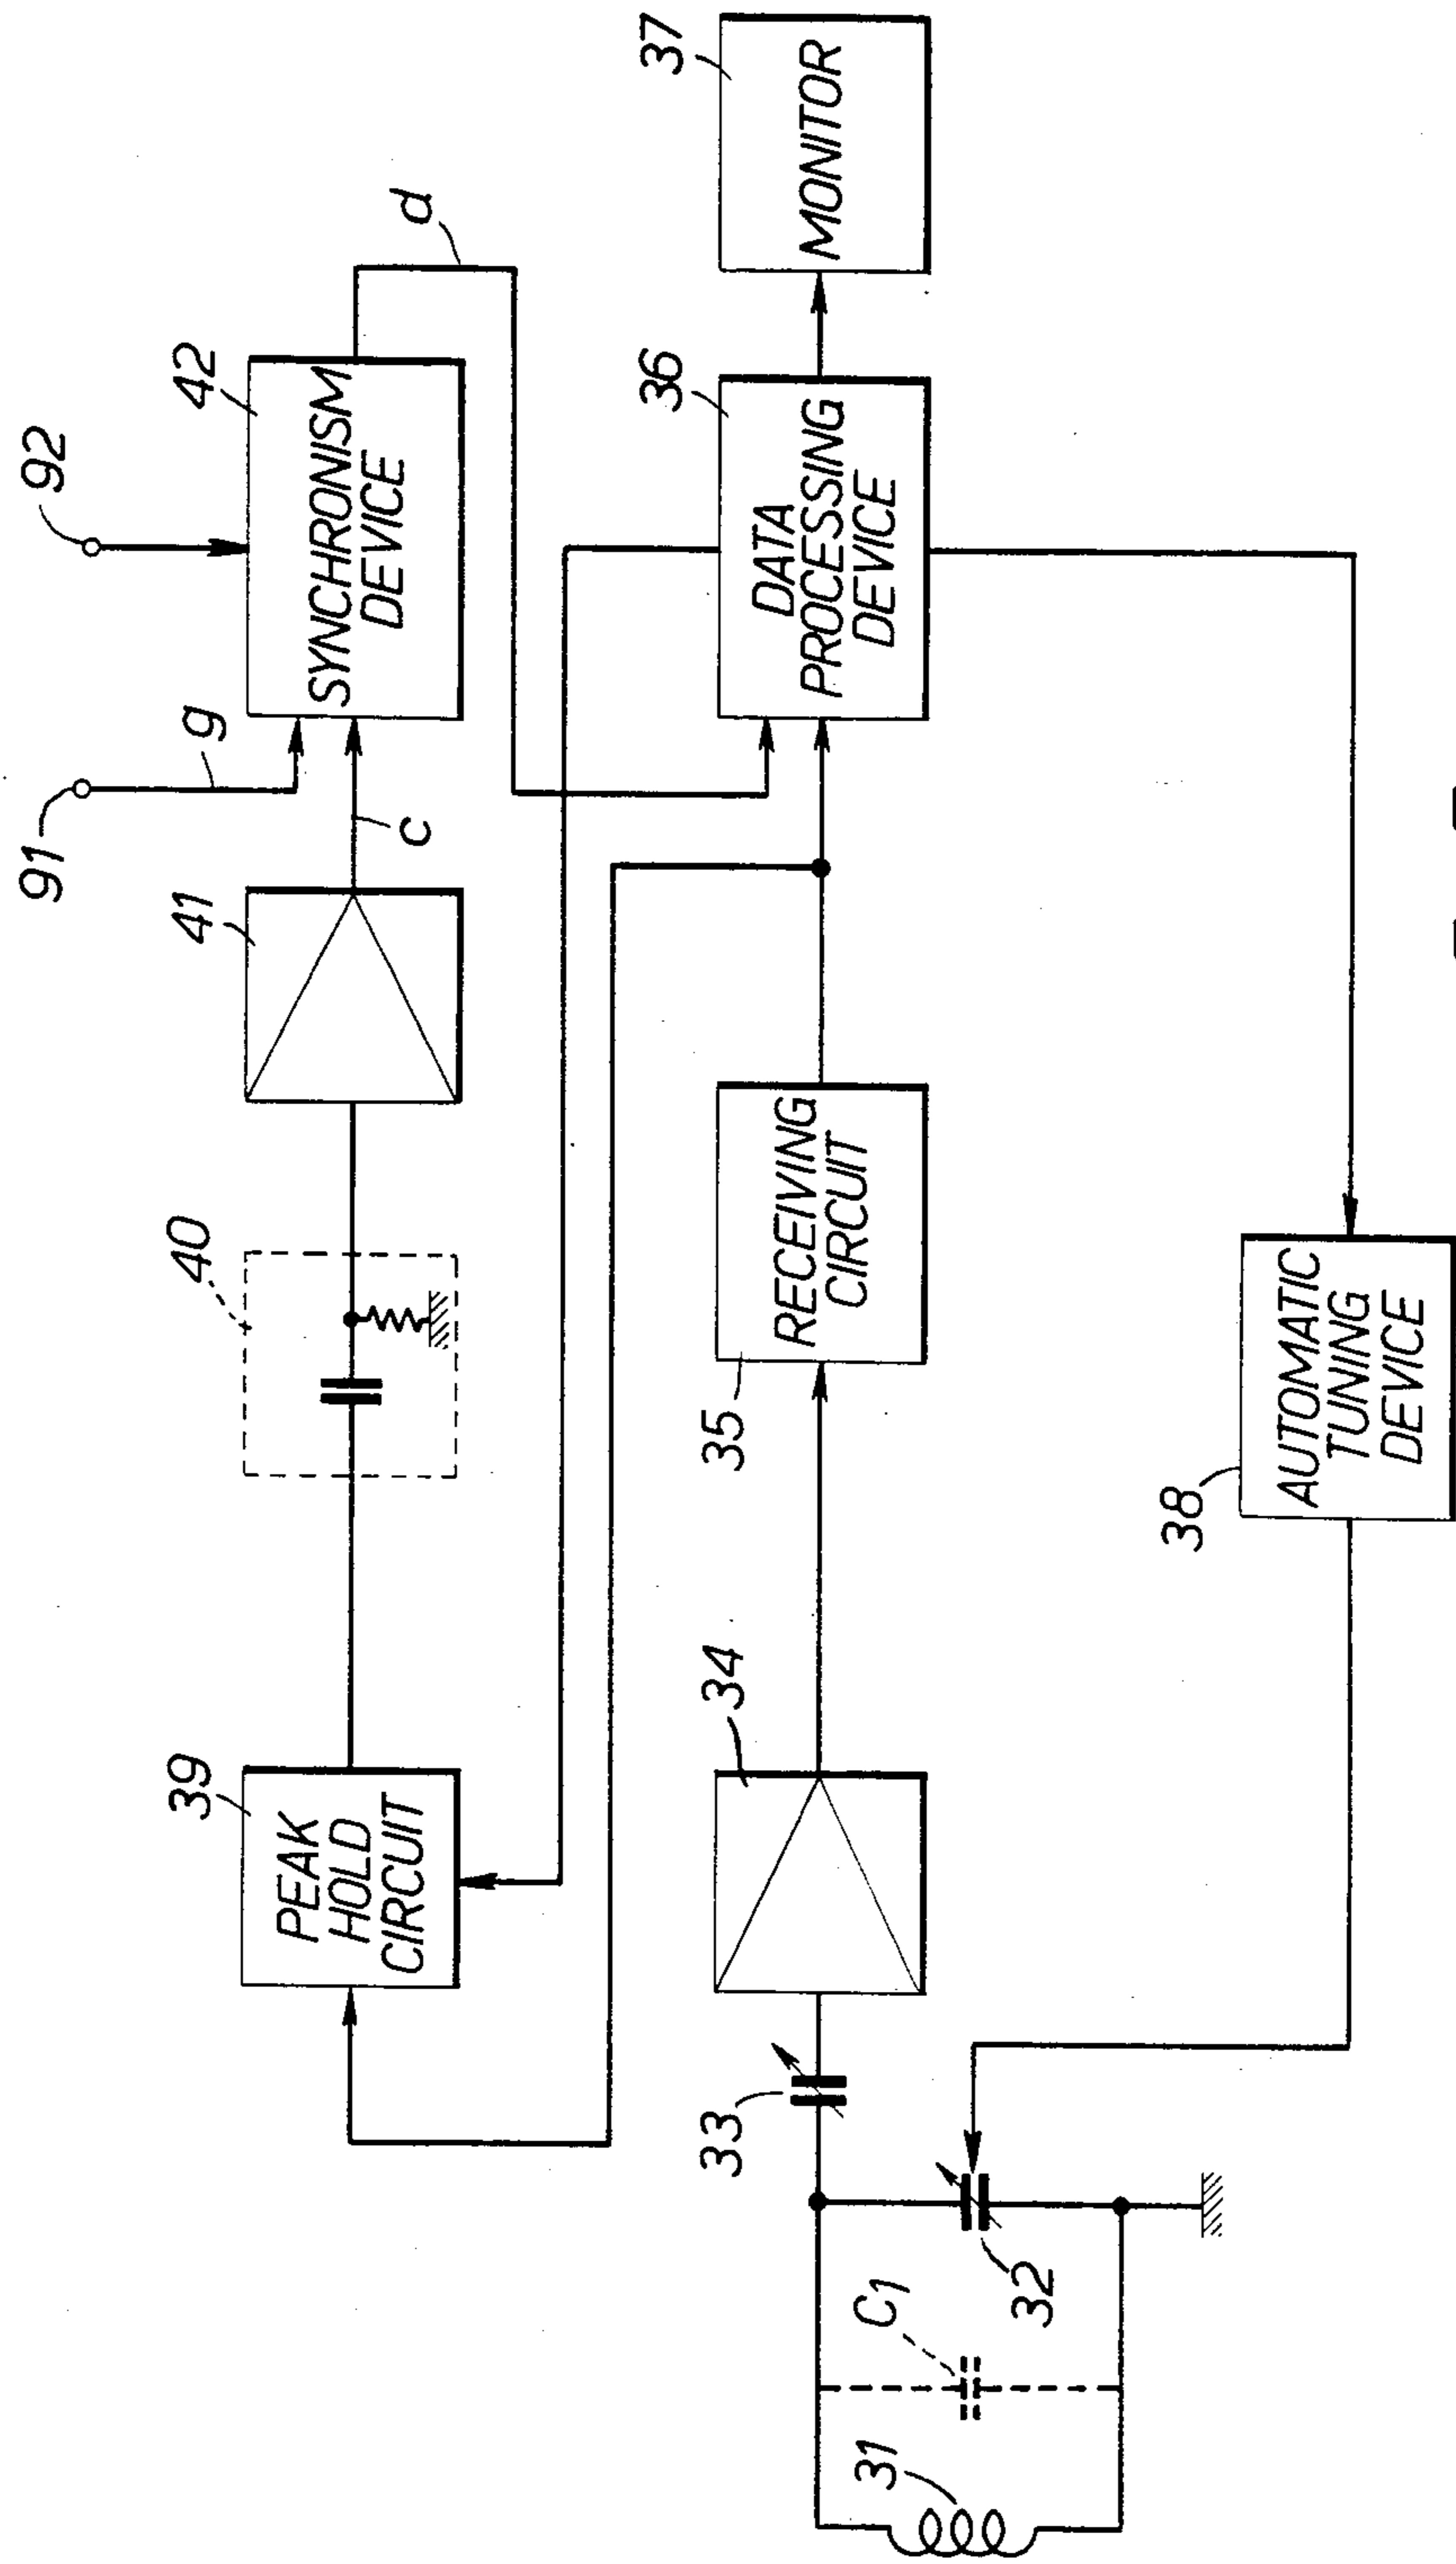 91
92
g
39
PEAK
HOLD
CIRCUIT
40
41
c
42
SYNCHRONISM
DEVICE
d
31
C1
32
33
34
35
RECEIVING
CIRCUIT
36
DATA
PROCESSING
DEVICE
37
MONITOR
38
AUTOMATIC
TUNING
DEVICE